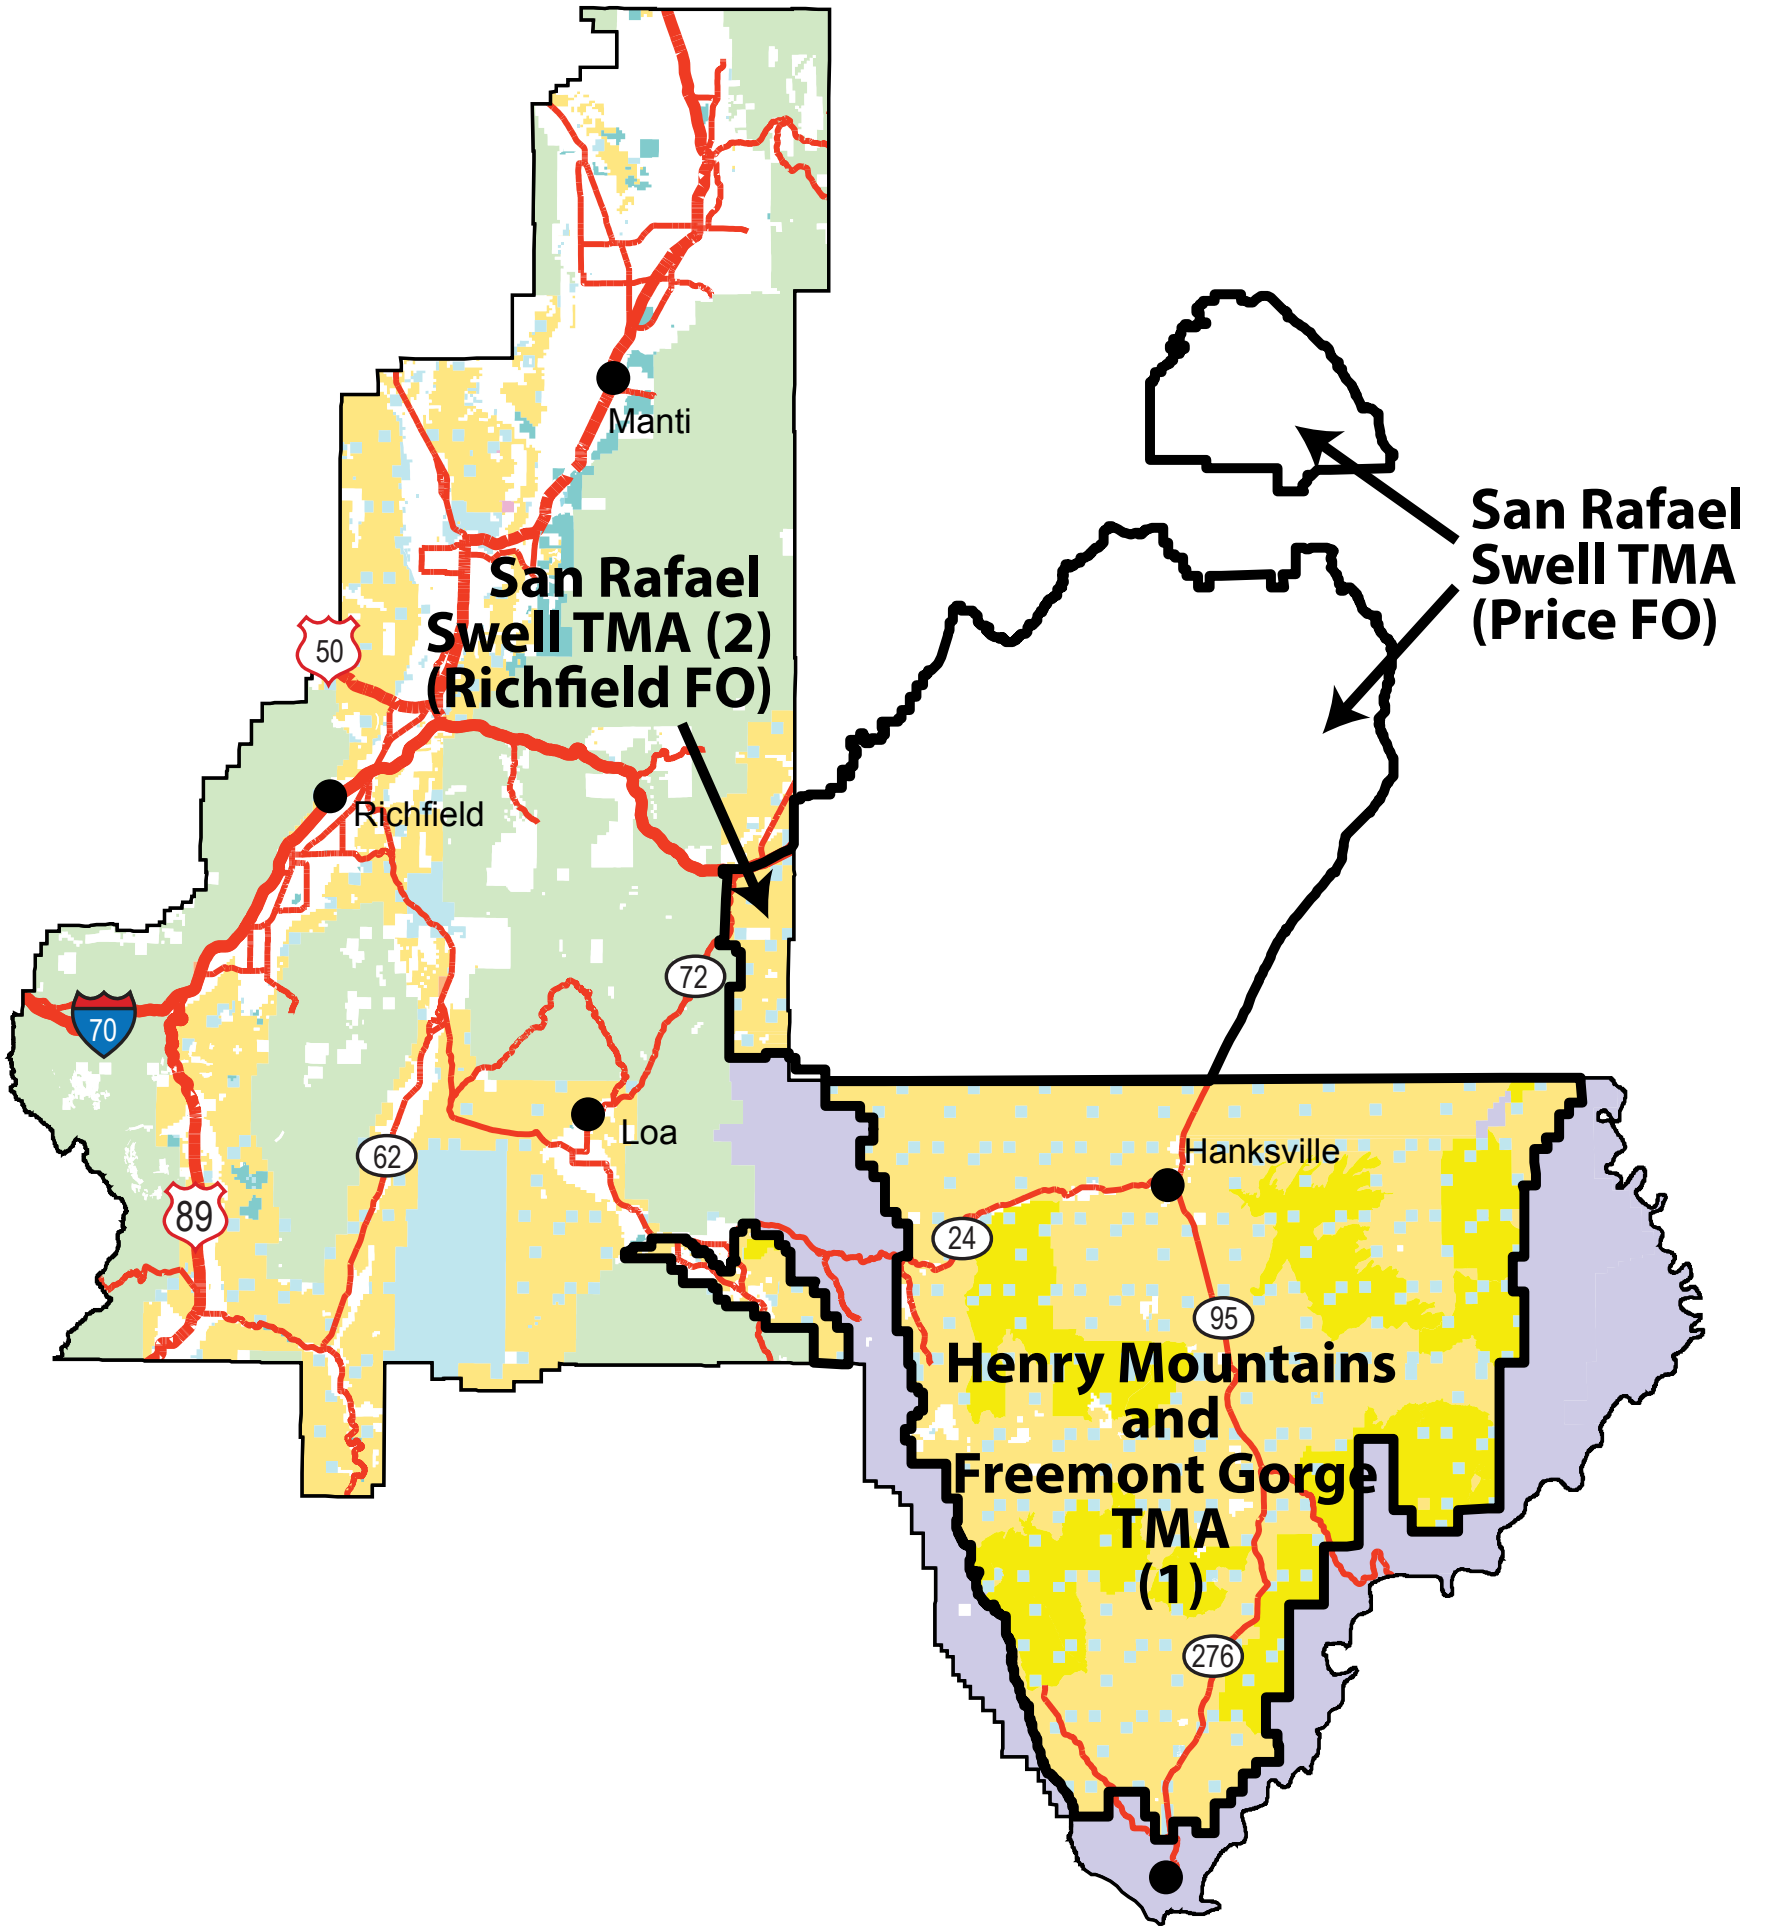 Manti
San Rafael
Swell TMA
(Price FO)
San Rafael
Swell TMA (2)
(Richfield FO)
50
Richfield
72
70
Loa
Hanksville
62
89
24
95
Henry Mountains
and
Freemont Gorge
TMA
(1)
276